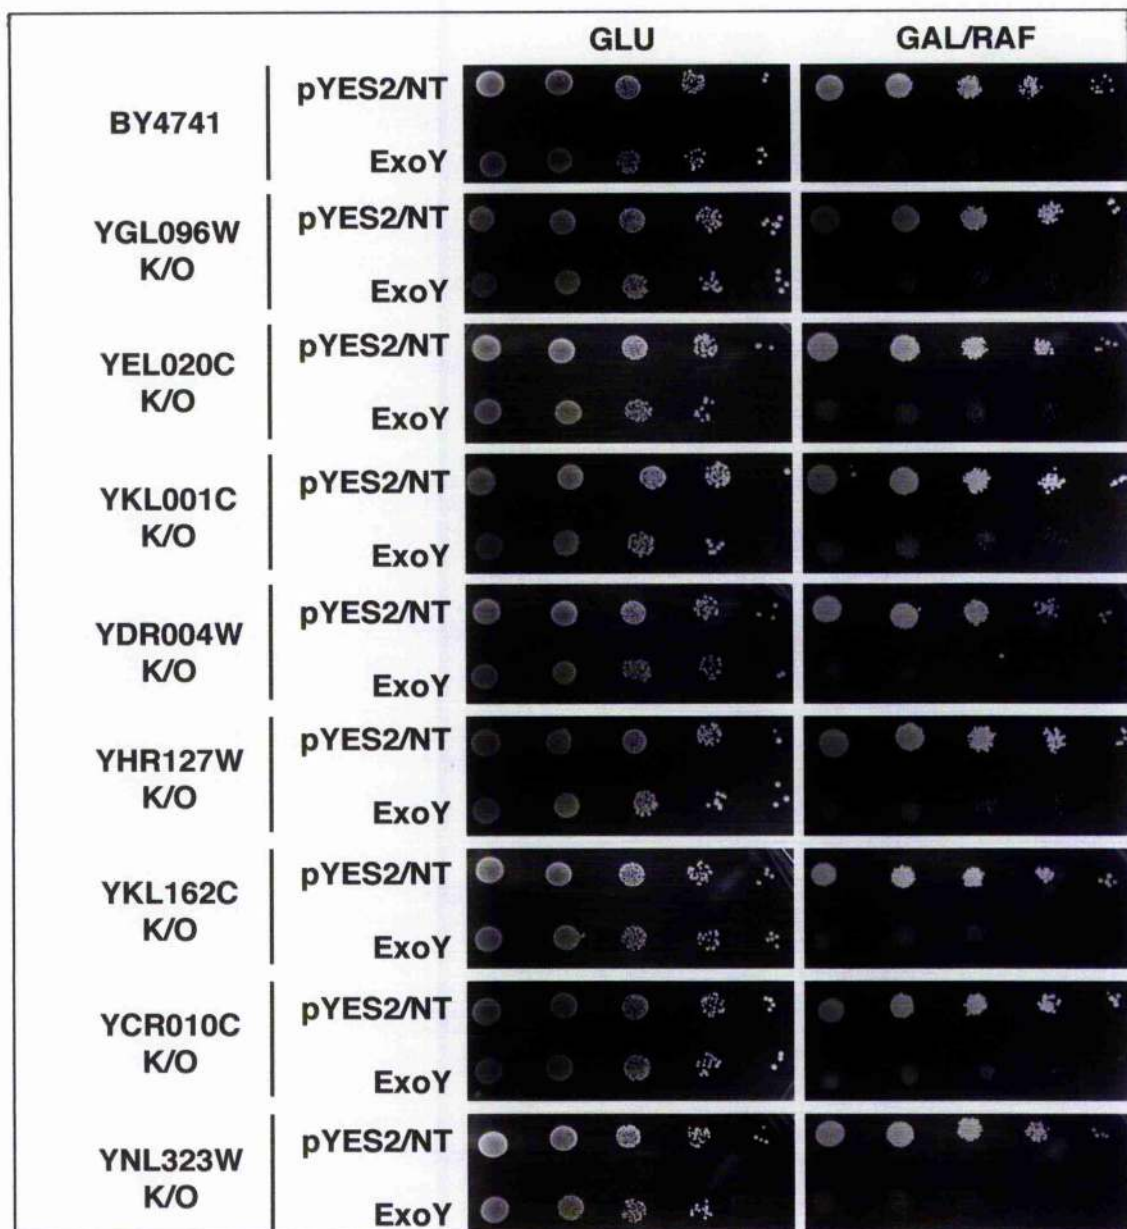 GLU GAL/RAF
BY4741
pYES2/NT
ExoY
YGL096W
K/O
pYES2/NT
ExoY
YEL020C
K/O
pYES2/NT
ExoY
YKL001C
K/O
pYES2/NT
ExoY
YDR004W
K/O
pYES2/NT
ExoY
YHR127W
K/O
pYES2/NT
ExoY
YKL162C
K/O
pYES2/NT
ExoY
YCR010C
K/O
pYES2/NT
ExoY
YNL323W
K/O
pYES2/NT
ExoY